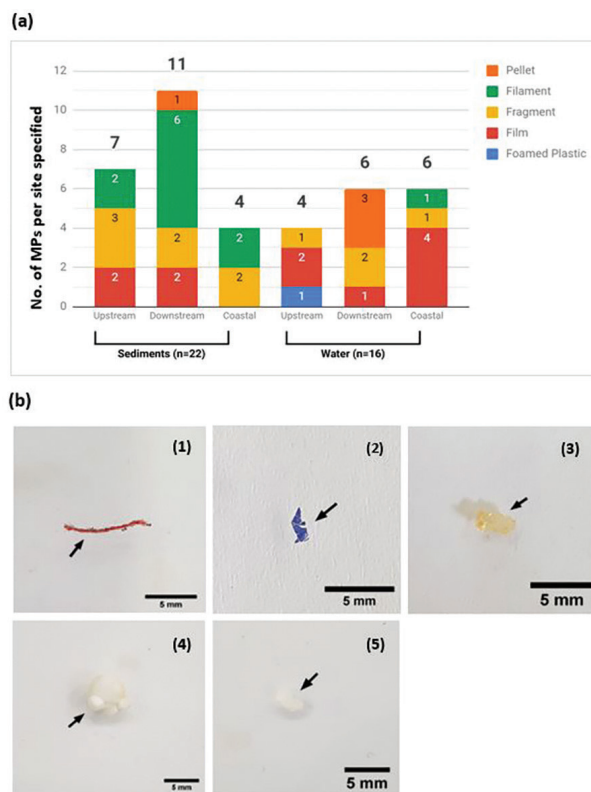 (a)
No. of MPs per site specified
12
10
8
6
4
2
0
7
2
3
2
11
1
6
2
2
4
2
2
4
1
2
1
6
3
2
1
6
1
1
4
Pellet
Filament
Fragment
Film
Foamed Plastic
Upstream Downstream Coastal Upstream Downstream Coastal
Sediments (n=22) Water (n=16)
(b)
(1)
5 mm
(2)
5 mm
(3)
5 mm
(4)
5 mm
(5)
5 mm